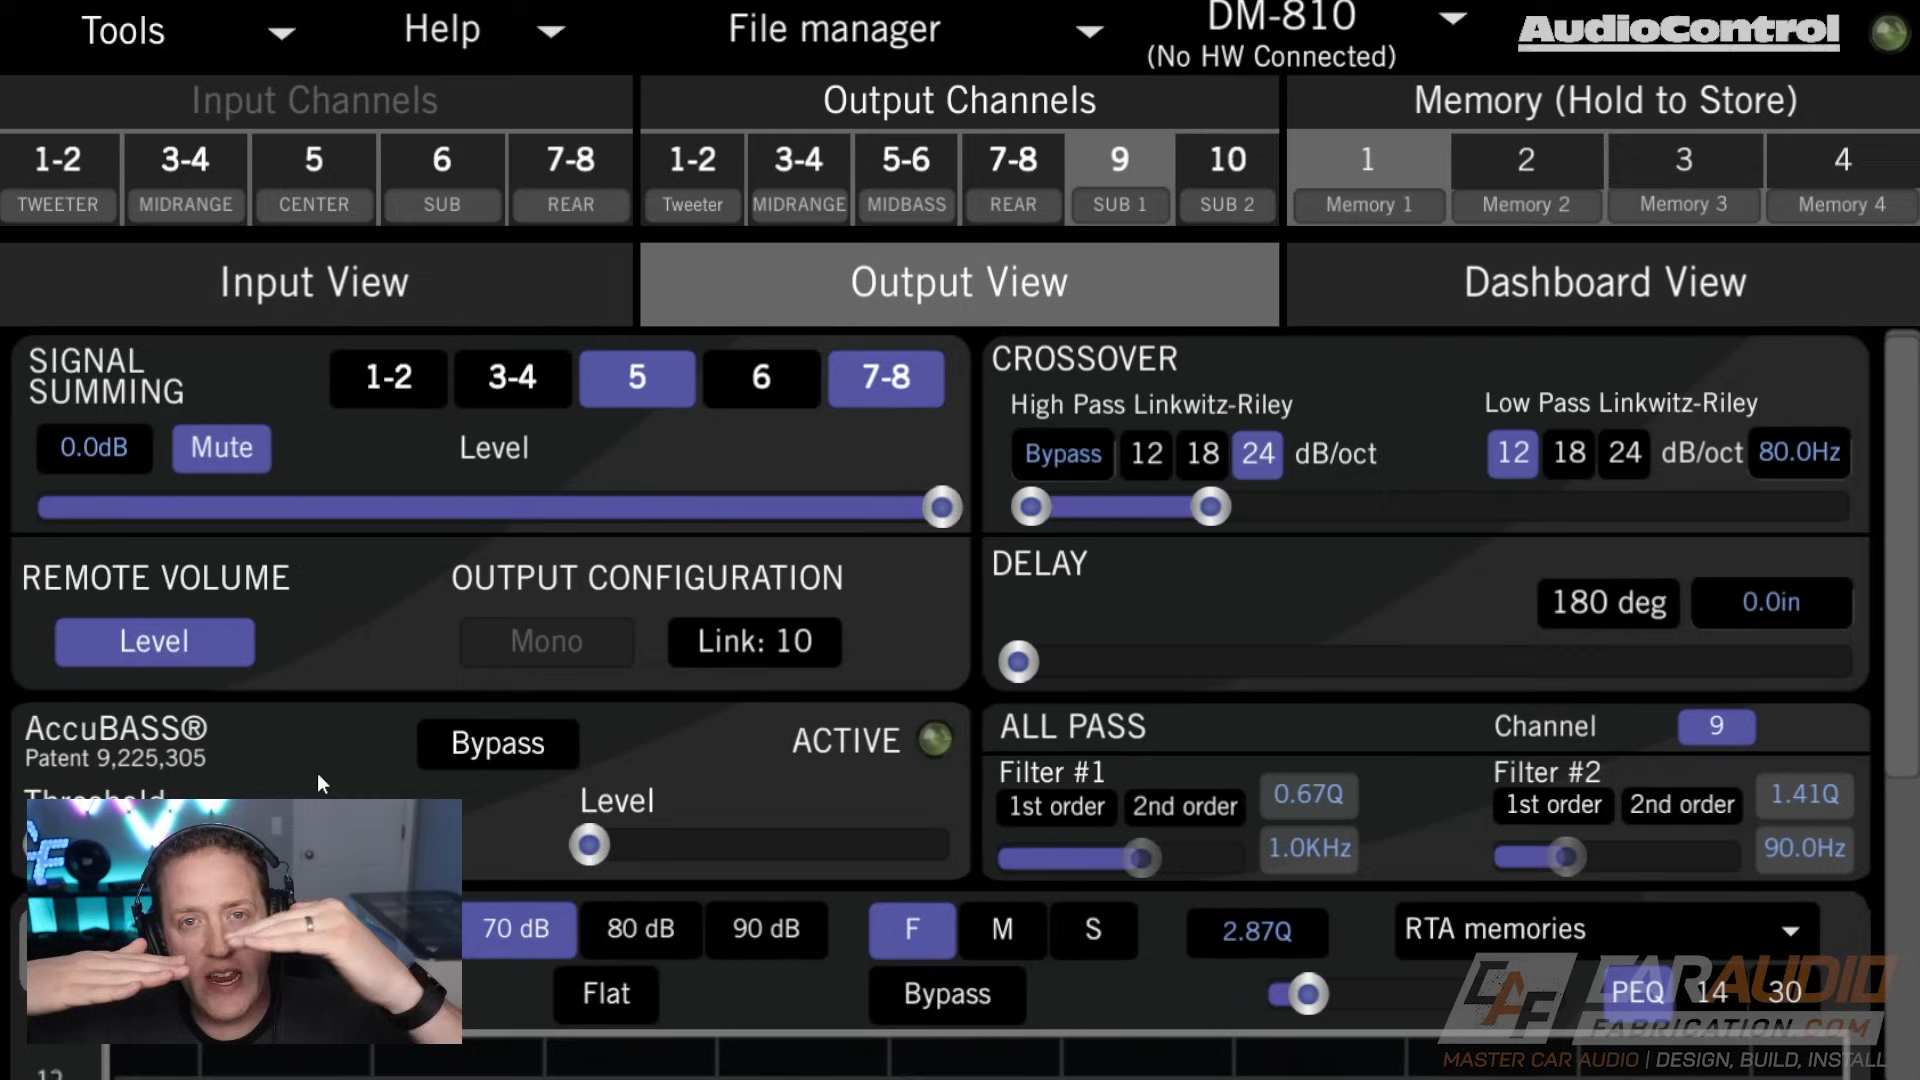 Tools
Help
File manager
DM-810
(No HW Connected)
AudioControl
Input Channels
Output Channels
Memory (Hold to Store)
1-2
3-4
5
6
7-8
1-2
3-4
5-6
7-8
9
10
1
2
3
4
TWEETER
MIDRANGE
CENTER
SUB
REAR
Tweeter
MIDRANGE
MIDBASS
REAR
SUB 1
SUB 2
Memory 1
Memory 2
Memory 3
Memory 4
Input View
Output View
Dashboard View
SIGNAL
SUMMING
1-2
3-4
5
6
7-8
0.0dB
Mute
Level
CROSSOVER
High Pass Linkwitz-Riley
Low Pass Linkwitz-Riley
Bypass
12
18
24
dB/oct
12
18
24
dB/oct
80.0Hz
REMOTE VOLUME
OUTPUT CONFIGURATION
Level
Mono
Link: 10
DELAY
180 deg
0.0in
AccuBASS®
Patent 9,225,305
Bypass
ACTIVE
Threshold
Level
ALL PASS
Channel
9
Filter #1
1st order
2nd order
0.67Q
1.0KHz
Filter #2
1st order
2nd order
1.41Q
90.0Hz
70 dB
80 dB
90 dB
F
M
S
2.87Q
RTA memories
Flat
Bypass
PEQ
14
30
CAF
CAR AUDIO
FABRICATION.COM
MASTER CAR AUDIO | DESIGN, BUILD, INSTALL
12